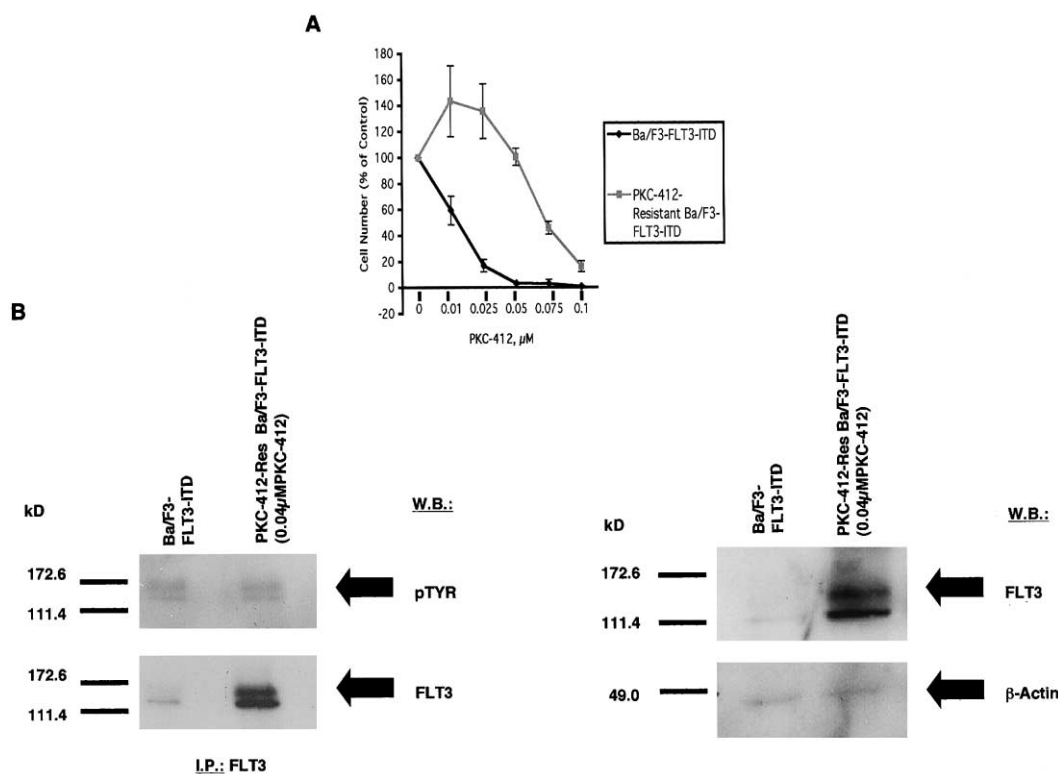 A
180
160
140
120
100
80
60
40
20
0
-20
Cell Number (% of Control)
0 0.01 0.025 0.05 0.075 0.1
PKC-412, µM
Ba/F3-FLT3-ITD
PKC-412-
Resistant Ba/F3-
FLT3-ITD
B
kD
Ba/F3-
FLT3-ITD
PKC-412-Res Ba/F3-FLT3-ITD
(0.04µMPKC-412)
W.B.:
172.6
111.4
pTYR
172.6
111.4
FLT3
I.P.: FLT3
kD
Ba/F3-
FLT3-ITD
PKC-412-Res Ba/F3-FLT3-ITD
(0.04µMPKC-412)
W.B.:
172.6
111.4
FLT3
49.0
β-Actin